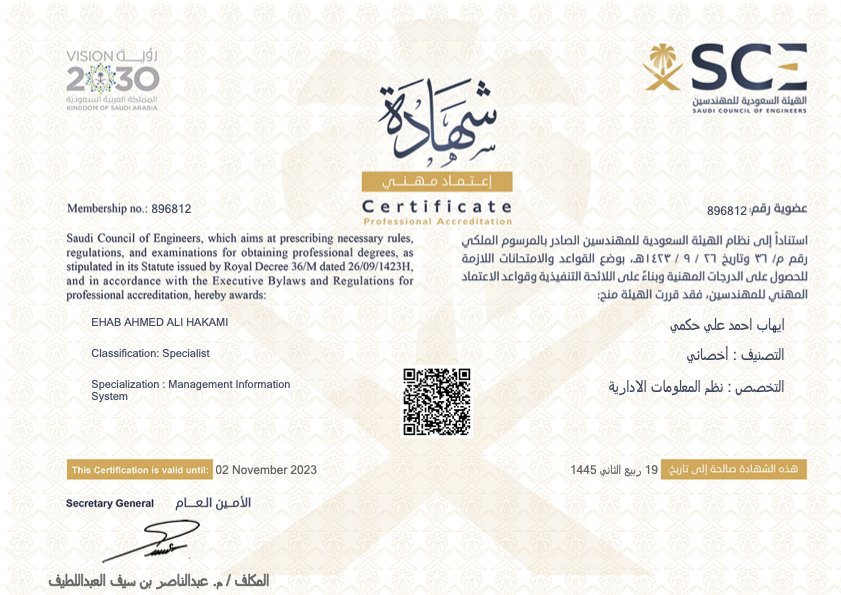 VISION رؤيـــة
2030
المملكة العربية السعودية
KINGDOM OF SAUDI ARABIA
شهادة
إعـتـمـاد مـهـنـي
Certificate
Professional Accreditation
SCE
الهيئة السعودية للمهندسين
SAUDI COUNCIL OF ENGINEERS
Membership no.: 896812
Saudi Council of Engineers, which aims at prescribing necessary rules,
regulations, and examinations for obtaining professional degrees, as
stipulated in its Statute issued by Royal Decree 36/M dated 26/09/1423H,
and in accordance with the Executive Bylaws and Regulations for
professional accreditation, hereby awards:
EHAB AHMED ALI HAKAMI
Classification: Specialist
Specialization : Management Information
System
عضوية رقم: 896812
استناداً إلى نظام الهيئة السعودية للمهندسين الصادر بالمرسوم الملكي
رقم م/ ٣٦ وتاريخ ٢٦ / ٩ / ١٤٢٣هـ، بوضع القواعد والامتحانات اللازمة
للحصول على الدرجات المهنية وبناءً على اللائحة التنفيذية وقواعد الاعتماد
المهني للمهندسين، فقد قررت الهيئة منح:
ايهاب احمد علي حكمي
التصنيف : أخصائي
التخصص : نظم المعلومات الادارية
This Certification is valid until: 02 November 2023
هذه الشهادة صالحة إلى تاريخ: 19 ربيع الثاني 1445
Secretary General الأمـيـن الـعـــام
المكلف / م. عبدالناصر بن سيف العبداللطيف